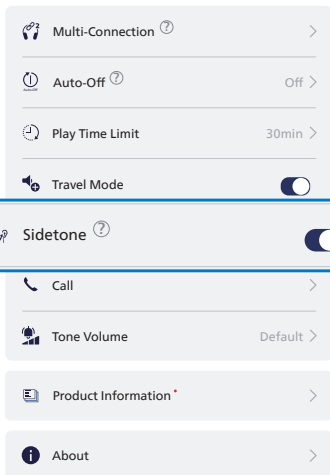 Multi-Connection ?
Auto-Off ?
Off
Play Time Limit
30min
Travel Mode
Sidetone ?
Call
Tone Volume
Default
Product Information
About